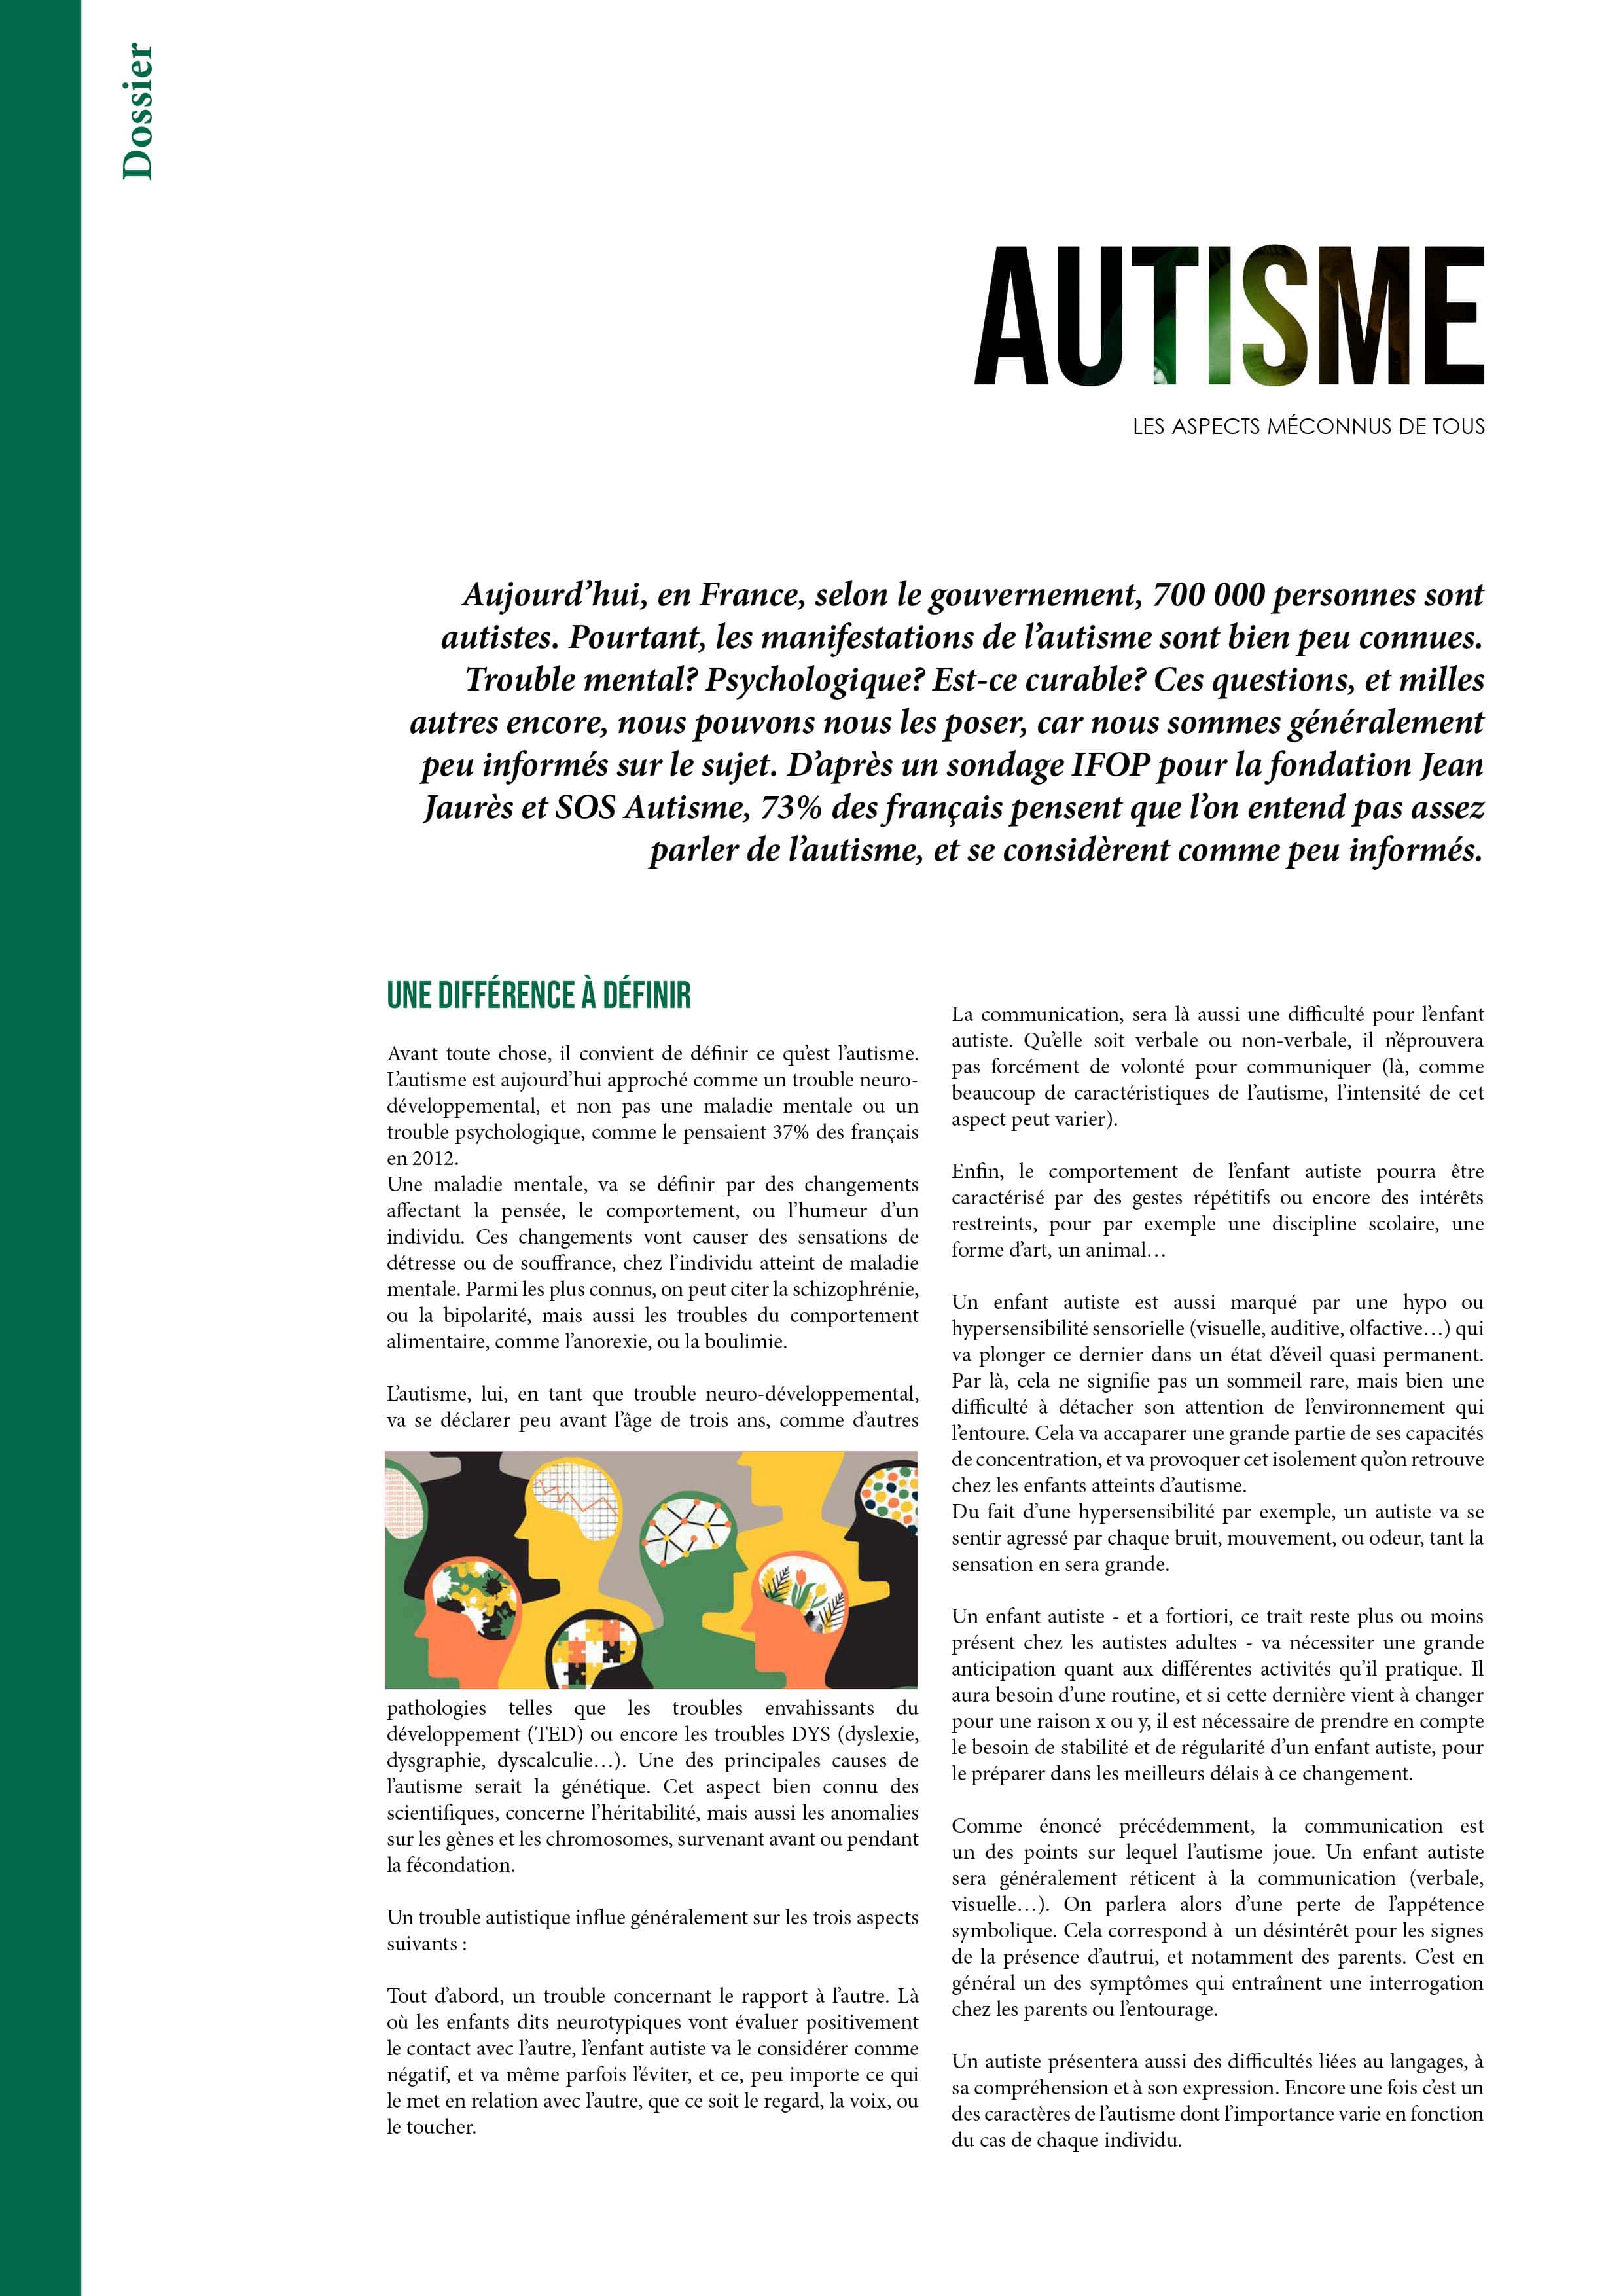 Dossier
AUTISME
LES ASPECTS MÉCONNUS DE TOUS
Aujourd’hui, en France, selon le gouvernement, 700 000 personnes sont
autistes. Pourtant, les manifestations de l’autisme sont bien peu connues.
Trouble mental? Psychologique? Est-ce curable? Ces questions, et milles
autres encore, nous pouvons nous les poser, car nous sommes généralement
peu informés sur le sujet. D’après un sondage IFOP pour la fondation Jean
Jaurès et SOS Autisme, 73% des français pensent que l’on entend pas assez
parler de l’autisme, et se considèrent comme peu informés.
UNE DIFFÉRENCE À DÉFINIR
Avant toute chose, il convient de définir ce qu’est l’autisme.
L’autisme est aujourd’hui approché comme un trouble neuro-
développemental, et non pas une maladie mentale ou un
trouble psychologique, comme le pensaient 37% des français
en 2012.
Une maladie mentale, va se définir par des changements
affectant la pensée, le comportement, ou l’humeur d’un
individu. Ces changements vont causer des sensations de
détresse ou de souffrance, chez l’individu atteint de maladie
mentale. Parmi les plus connus, on peut citer la schizophrénie,
ou la bipolarité, mais aussi les troubles du comportement
alimentaire, comme l’anorexie, ou la boulimie.
L’autisme, lui, en tant que trouble neuro-développemental,
va se déclarer peu avant l’âge de trois ans, comme d’autres
pathologies telles que les troubles envahissants du
développement (TED) ou encore les troubles DYS (dyslexie,
dysgraphie, dyscalculie…). Une des principales causes de
l’autisme serait la génétique. Cet aspect bien connu des
scientifiques, concerne l’héritabilité, mais aussi les anomalies
sur les gènes et les chromosomes, survenant avant ou pendant
la fécondation.
Un trouble autistique influe généralement sur les trois aspects
suivants :
Tout d’abord, un trouble concernant le rapport à l’autre. Là
où les enfants dits neurotypiques vont évaluer positivement
le contact avec l’autre, l’enfant autiste va le considérer comme
négatif, et va même parfois l’éviter, et ce, peu importe ce qui
le met en relation avec l’autre, que ce soit le regard, la voix, ou
le toucher.
La communication, sera là aussi une difficulté pour l’enfant
autiste. Qu’elle soit verbale ou non-verbale, il n’éprouvera
pas forcément de volonté pour communiquer (là, comme
beaucoup de caractéristiques de l’autisme, l’intensité de cet
aspect peut varier).
Enfin, le comportement de l’enfant autiste pourra être
caractérisé par des gestes répétitifs ou encore des intérêts
restreints, pour par exemple une discipline scolaire, une
forme d’art, un animal…
Un enfant autiste est aussi marqué par une hypo ou
hypersensibilité sensorielle (visuelle, auditive, olfactive…) qui
va plonger ce dernier dans un état d’éveil quasi permanent.
Par là, cela ne signifie pas un sommeil rare, mais bien une
difficulté à détacher son attention de l’environnement qui
l’entoure. Cela va accaparer une grande partie de ses capacités
de concentration, et va provoquer cet isolement qu’on retrouve
chez les enfants atteints d’autisme.
Du fait d’une hypersensibilité par exemple, un autiste va se
sentir agressé par chaque bruit, mouvement, ou odeur, tant la
sensation en sera grande.
Un enfant autiste - et a fortiori, ce trait reste plus ou moins
présent chez les autistes adultes - va nécessiter une grande
anticipation quant aux différentes activités qu’il pratique. Il
aura besoin d’une routine, et si cette dernière vient à changer
pour une raison x ou y, il est nécessaire de prendre en compte
le besoin de stabilité et de régularité d’un enfant autiste, pour
le préparer dans les meilleurs délais à ce changement.
Comme énoncé précédemment, la communication est
un des points sur lequel l’autisme joue. Un enfant autiste
sera généralement réticent à la communication (verbale,
visuelle…). On parlera alors d’une perte de l’appétence
symbolique. Cela correspond à un désintérêt pour les signes
de la présence d’autrui, et notamment des parents. C’est en
général un des symptômes qui entraînent une interrogation
chez les parents ou l’entourage.
Un autiste présentera aussi des difficultés liées au langages, à
sa compréhension et à son expression. Encore une fois c’est un
des caractères de l’autisme dont l’importance varie en fonction
du cas de chaque individu.